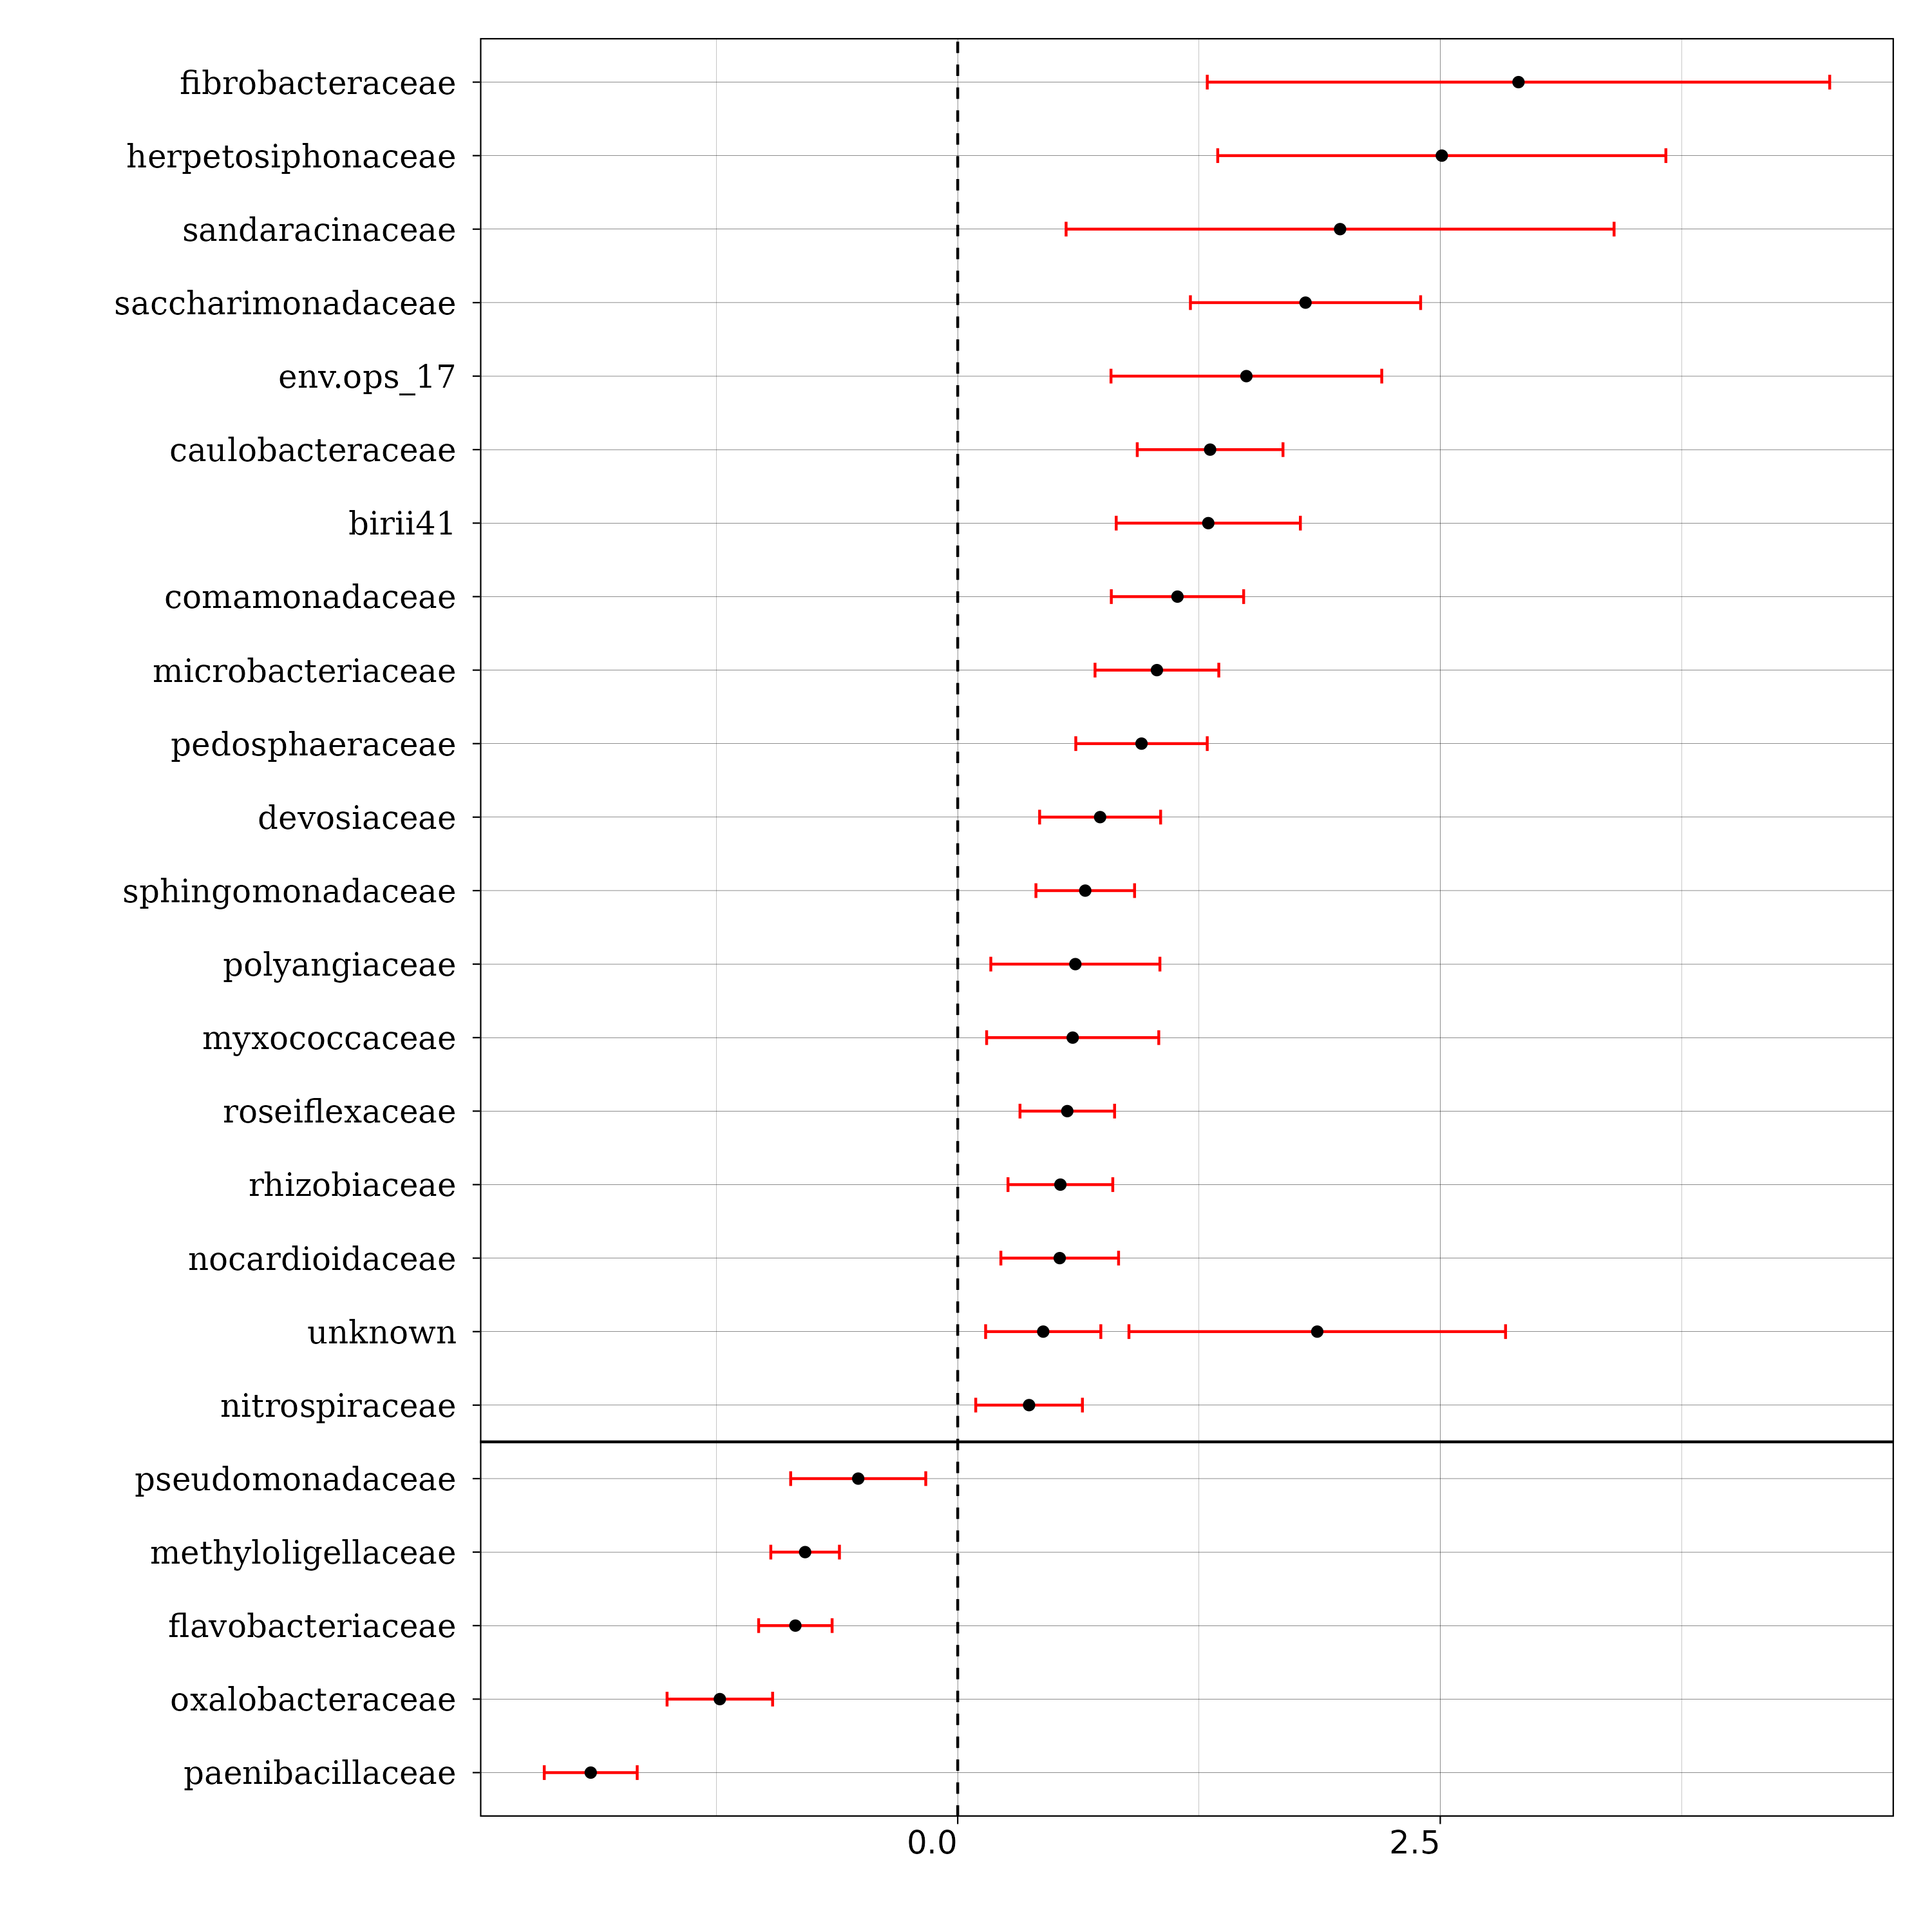 fibrobacteraceae
herpetosiphonaceae
sandaracinaceae
saccharimonadaceae
env.ops_17
caulobacteraceae
birii41
comamonadaceae
microbacteriaceae
pedosphaeraceae
devosiaceae
sphingomonadaceae
polyangiaceae
myxococcaceae
roseiflexaceae
rhizobiaceae
nocardioidaceae
unknown
nitrospiraceae
pseudomonadaceae
methyloligellaceae
flavobacteriaceae
oxalobacteraceae
paenibacillaceae
0.0 2.5